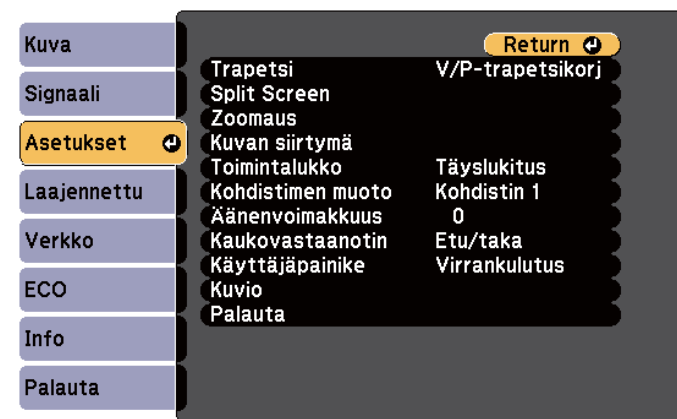 Kuva
Signaali
Asetukset
Laajennettu
Verkko
ECO
Info
Palauta
Return
Trapetsi V/P-trapetsikorj
Split Screen
Zoomaus
Kuvan siirtymä
Toimintalukko Täyslukitus
Kohdistimen muoto Kohdistin 1
Äänenvoimakkuus 0
Kaukovastaanotin Etu/taka
Käyttäjäpainike Virrankulutus
Kuvio
Palauta